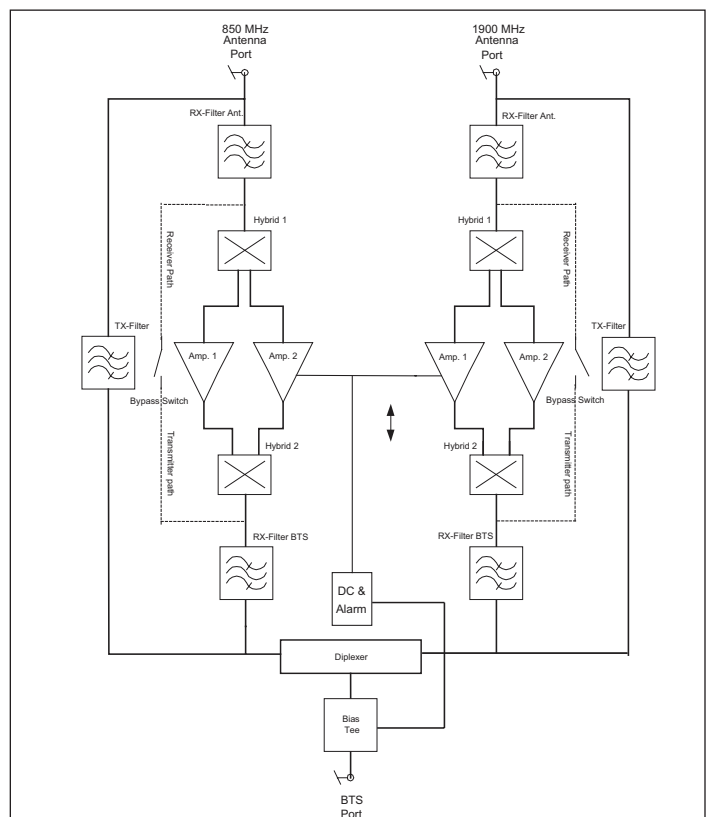 850 MHz
Antenna
Port
1900 MHz
Antenna
Port
RX-Filter Ant.
RX-Filter Ant.
Hybrid 1
Hybrid 1
Receiver Path
Receiver Path
TX-Filter
TX-Filter
Amp. 1
Amp. 2
Amp. 1
Amp. 2
Bypass Switch
Bypass Switch
Transmitter path
Transmitter path
Hybrid 2
Hybrid 2
RX-Filter BTS
RX-Filter BTS
DC &
Alarm
Diplexer
Bias
Tee
BTS
Port